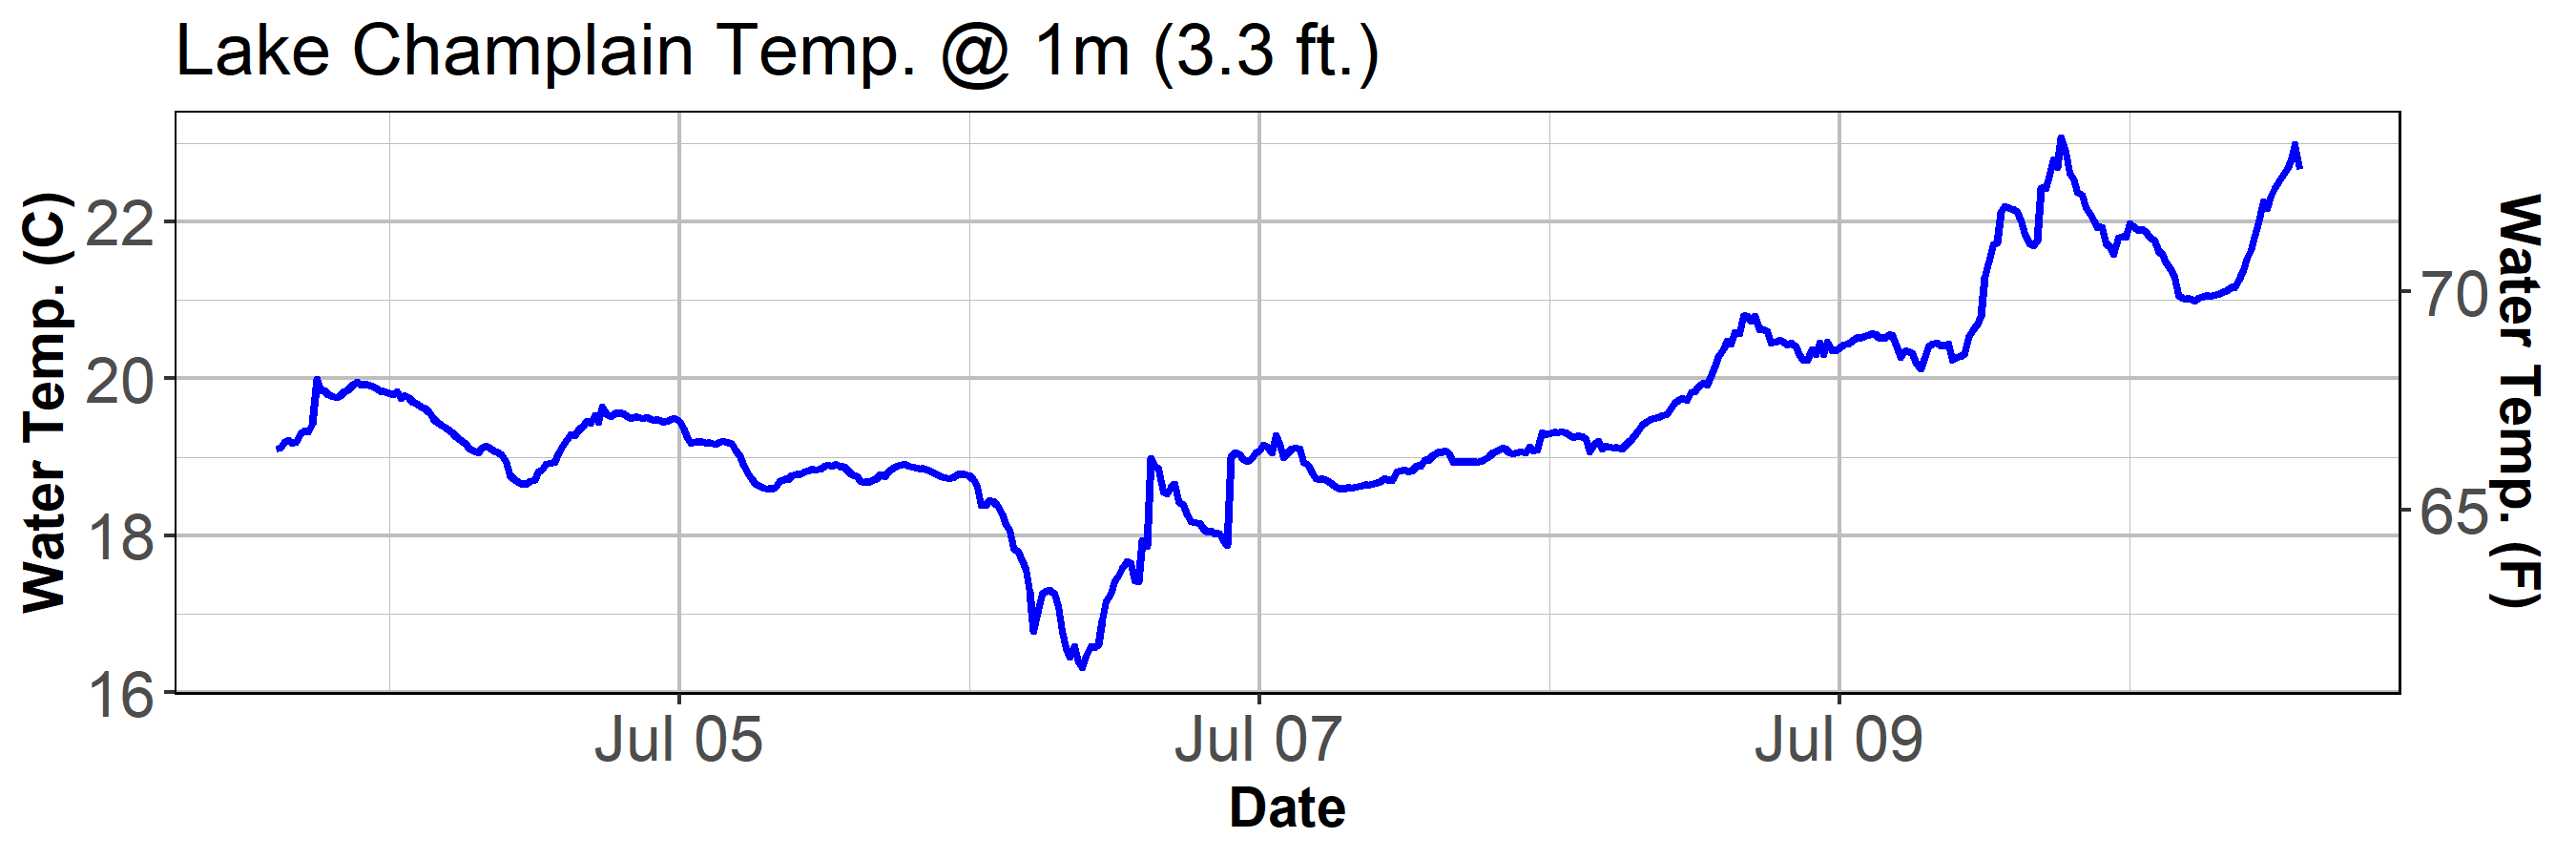 Lake Champlain Temp. @ 1m (3.3 ft.)
Water Temp. (C)
22
20
18
16
70
65
Water Temp. (F)
Jul 05
Jul 07
Jul 09
Date